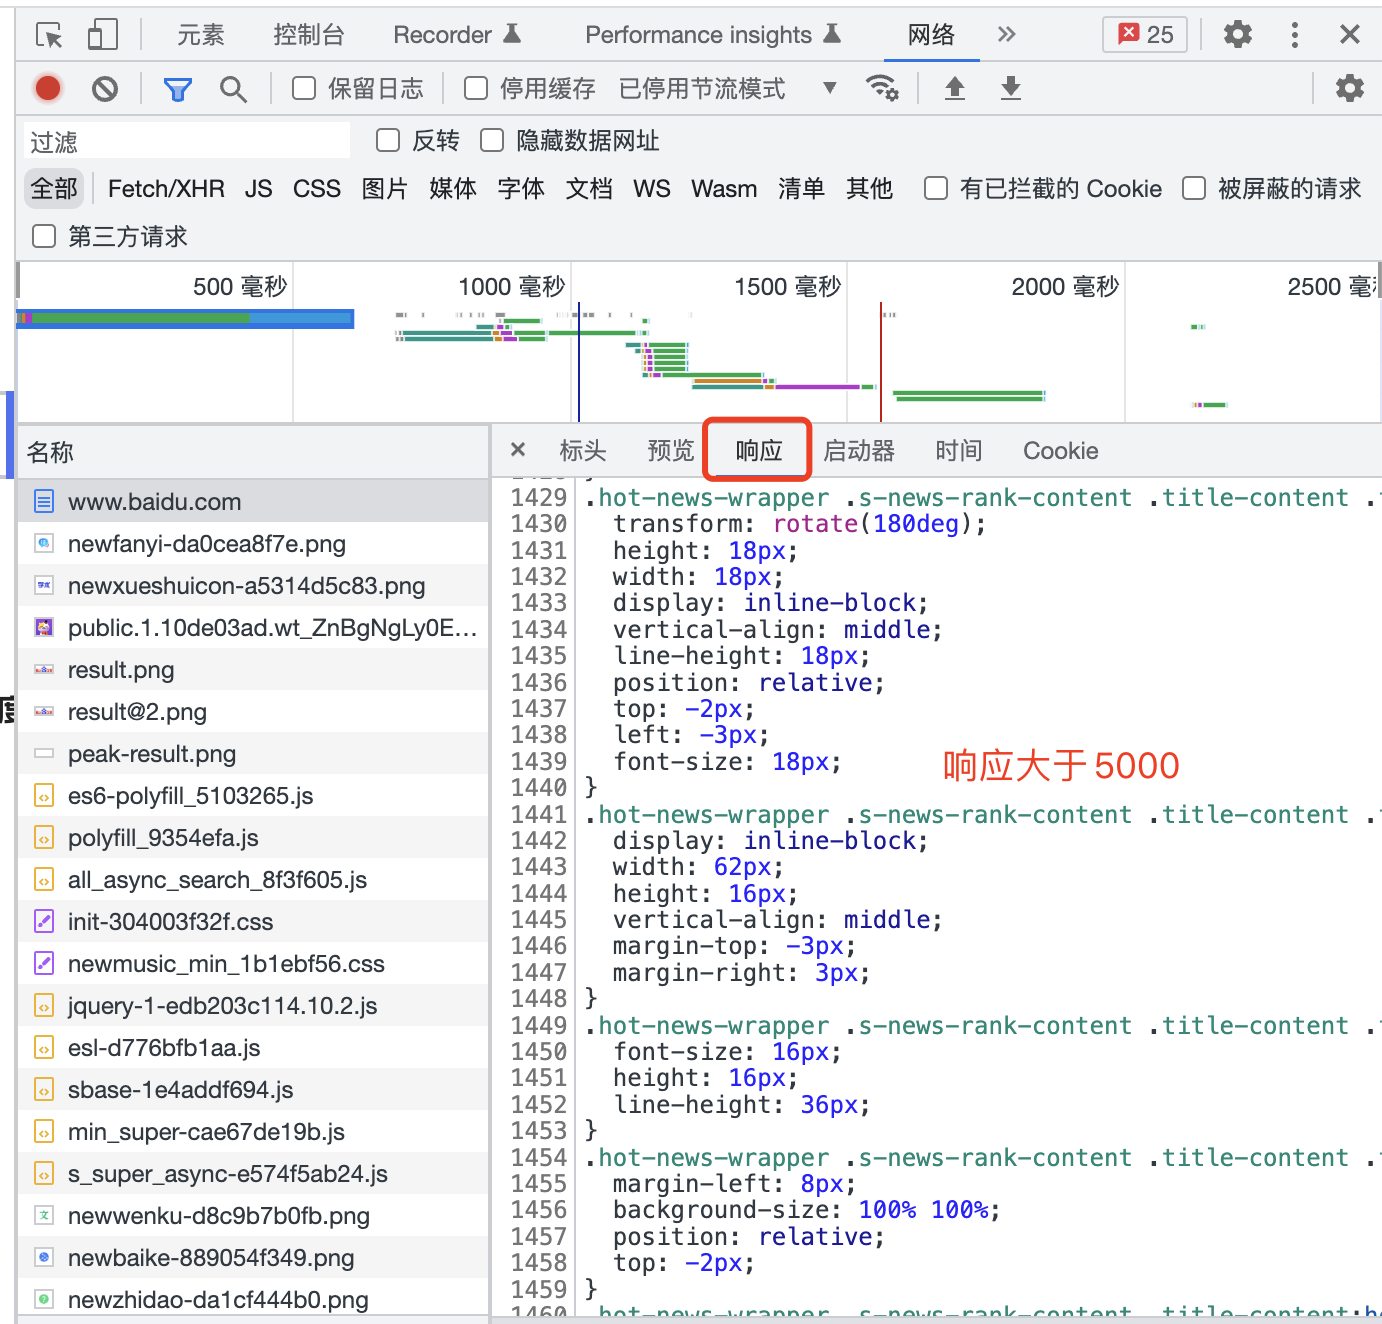 元素 控制台 Recorder Performance insights 网络 25
保留日志 停用缓存 已停用节流模式
过滤 反转 隐藏数据网址
全部 Fetch/XHR JS CSS 图片 媒体 字体 文档 WS Wasm 清单 其他 有已拦截的 Cookie 被屏蔽的请求
第三方请求
500 毫秒 1000 毫秒 1500 毫秒 2000 毫秒 2500 毫
名称
www.baidu.com
newfanyi-da0cea8f7e.png
newxueshuicon-a5314d5c83.png
public.1.10de03ad.wt_ZnBgNgLy0E...
result.png
result@2.png
peak-result.png
es6-polyfill_5103265.js
polyfill_9354efa.js
all_async_search_8f3f605.js
init-304003f32f.css
newmusic_min_1b1ebf56.css
jquery-1-edb203c114.10.2.js
esl-d776bfb1aa.js
sbase-1e4addf694.js
min_super-cae67de19b.js
s_super_async-e574f5ab24.js
newwenku-d8c9b7b0fb.png
newbaike-889054f349.png
newzhidao-da1cf444b0.png
标头 预览 响应 启动器 时间 Cookie
1429 .hot-news-wrapper .s-news-rank-content .title-content .
1430 transform: rotate(180deg);
1431 height: 18px;
1432 width: 18px;
1433 display: inline-block;
1434 vertical-align: middle;
1435 line-height: 18px;
1436 position: relative;
1437 top: -2px;
1438 left: -3px;
1439 font-size: 18px;
1440 }
响应大于5000
1441 .hot-news-wrapper .s-news-rank-content .title-content .
1442 display: inline-block;
1443 width: 62px;
1444 height: 16px;
1445 vertical-align: middle;
1446 margin-top: -3px;
1447 margin-right: 3px;
1448 }
1449 .hot-news-wrapper .s-news-rank-content .title-content .
1450 font-size: 16px;
1451 height: 16px;
1452 line-height: 36px;
1453 }
1454 .hot-news-wrapper .s-news-rank-content .title-content .
1455 margin-left: 8px;
1456 background-size: 100% 100%;
1457 position: relative;
1458 top: -2px;
1459 }
1460 .hot-news-wrapper .s-news-rank-content .title-content:h